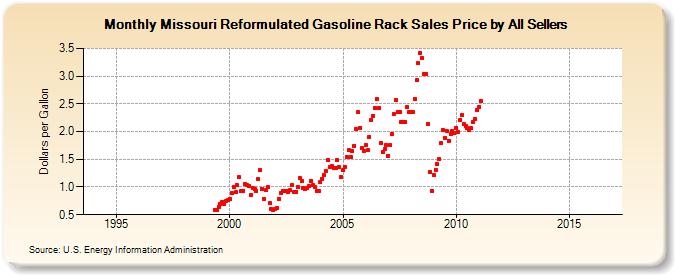 Monthly Missouri Reformulated Gasoline Rack Sales Price by All Sellers
Dollars per Gallon
3.5
3.0
2.5
2.0
1.5
1.0
0.5
1995 2000 2005 2010 2015
Source: U.S. Energy Information Administration